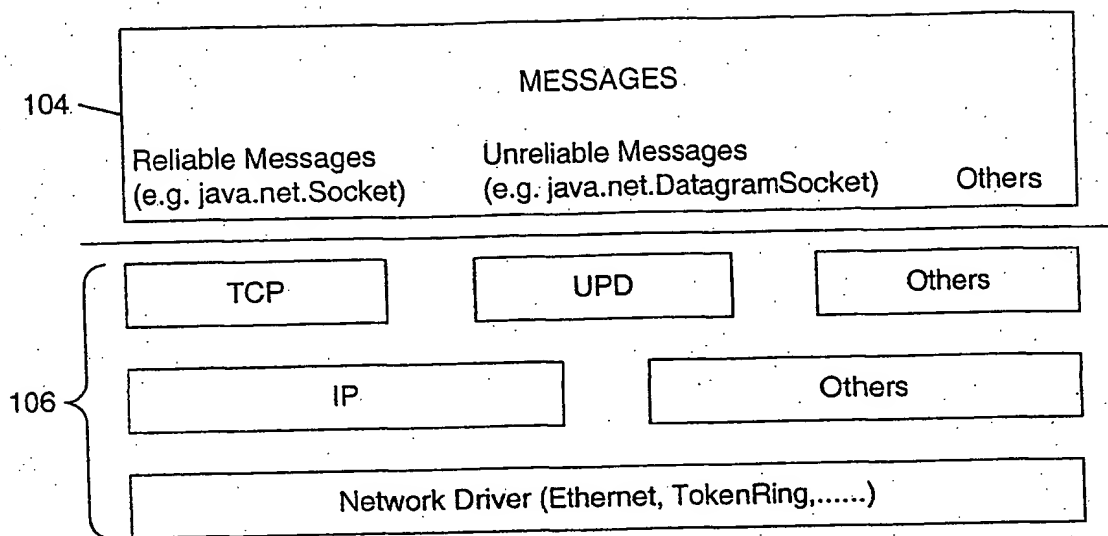 MESSAGES
104
Reliable Messages
(e.g. java.net.Socket)
Unreliable Messages
(e.g. java.net.DatagramSocket)
Others
TCP
UPD
Others
106
IP
Others
Network Driver (Ethernet, TokenRing,......)